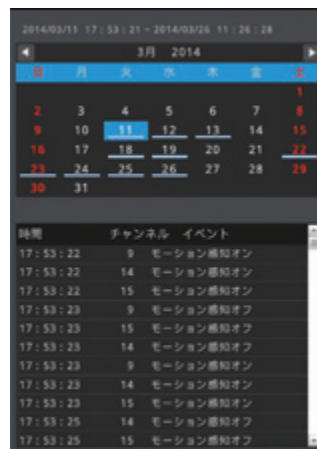 2014/03/11 17:53:21~2014/03/26 11:26:28
3月 2014
日 月 火 水 木 金 土
1
2 3 4 5 6 7 8
9 10 11 12 13 14 15
16 17 18 19 20 21 22
23 24 25 26 27 28 29
30 31
時間 チャンネル イベント
17:53:22 9 モーション感知オン
17:53:22 14 モーション感知オン
17:53:22 15 モーション感知オン
17:53:23 9 モーション感知オフ
17:53:23 15 モーション感知オフ
17:53:23 14 モーション感知オフ
17:53:23 9 モーション感知オン
17:53:23 14 モーション感知オン
17:53:23 15 モーション感知オン
17:53:25 14 モーション感知オフ
17:53:25 15 モーション感知オフ